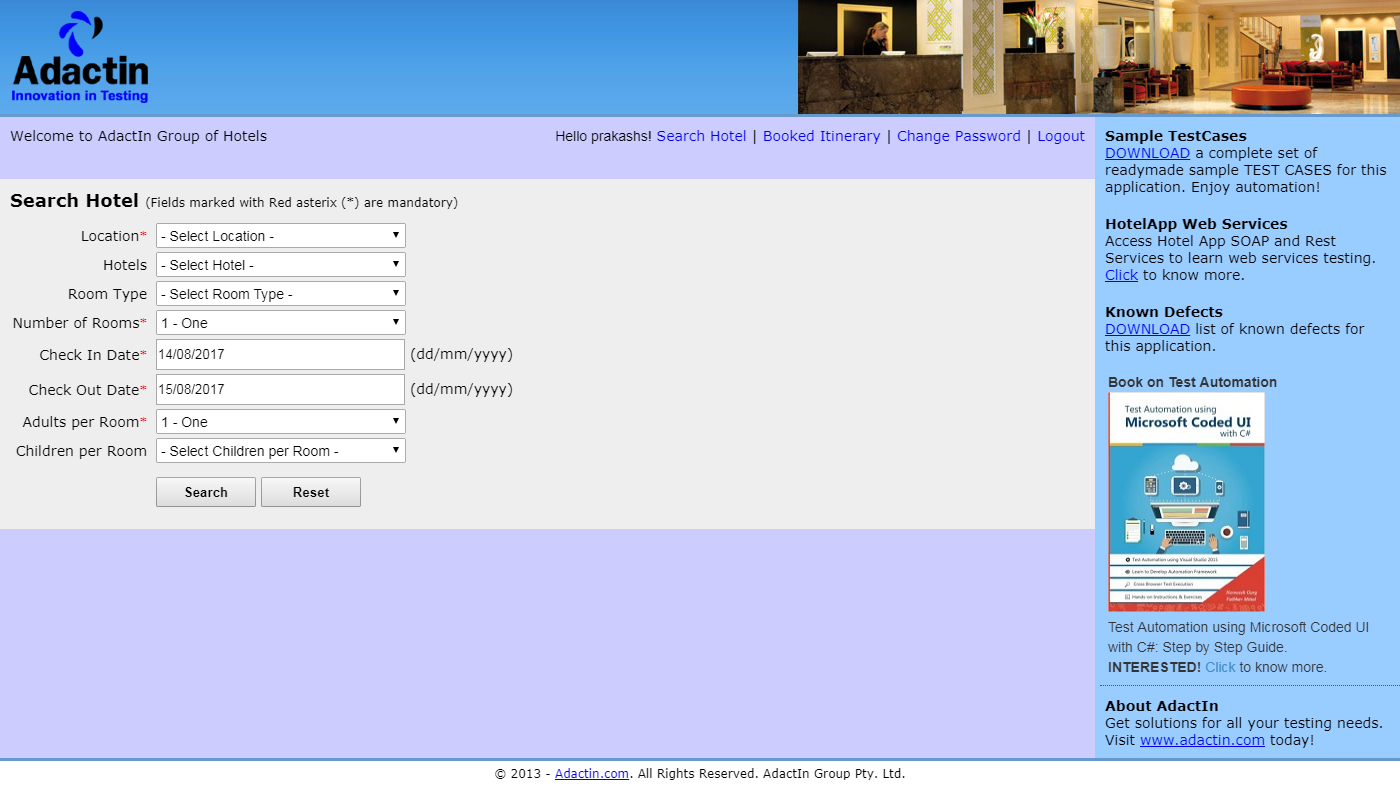 Adactin
Innovation in Testing
Welcome to AdactIn Group of Hotels
Hello prakashs! Search Hotel | Booked Itinerary | Change Password | Logout
Search Hotel (Fields marked with Red asterix (*) are mandatory)
Location* - Select Location -
Hotels - Select Hotel -
Room Type - Select Room Type -
Number of Rooms* 1 - One
Check In Date* 14/08/2017 (dd/mm/yyyy)
Check Out Date* 15/08/2017 (dd/mm/yyyy)
Adults per Room* 1 - One
Children per Room - Select Children per Room -
Search Reset
Sample TestCases
DOWNLOAD a complete set of
readymade sample TEST CASES for this
application. Enjoy automation!
HotelApp Web Services
Access Hotel App SOAP and Rest
Services to learn web services testing.
Click to know more.
Known Defects
DOWNLOAD list of known defects for
this application.
Book on Test Automation
Test Automation using
Microsoft Coded UI
with C#
Test Automation using Visual Studio 2015
Learn to Develop Automation Framework
Cross Browser Test Execution
Hands-on Instructions & Exercises
Navneesh Garg
Test Automation using Microsoft Coded UI
with C#: Step by Step Guide.
INTERESTED! Click to know more.
About AdactIn
Get solutions for all your testing needs.
Visit www.adactin.com today!
© 2013 - Adactin.com. All Rights Reserved. AdactIn Group Pty. Ltd.